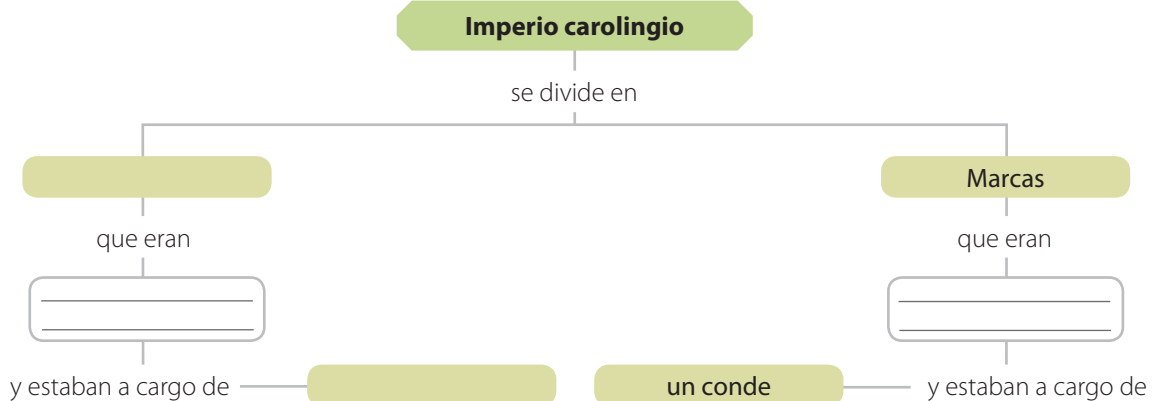 Imperio carolingio
se divide en
Marcas
que eran
que eran
y estaban a cargo de
un conde
y estaban a cargo de